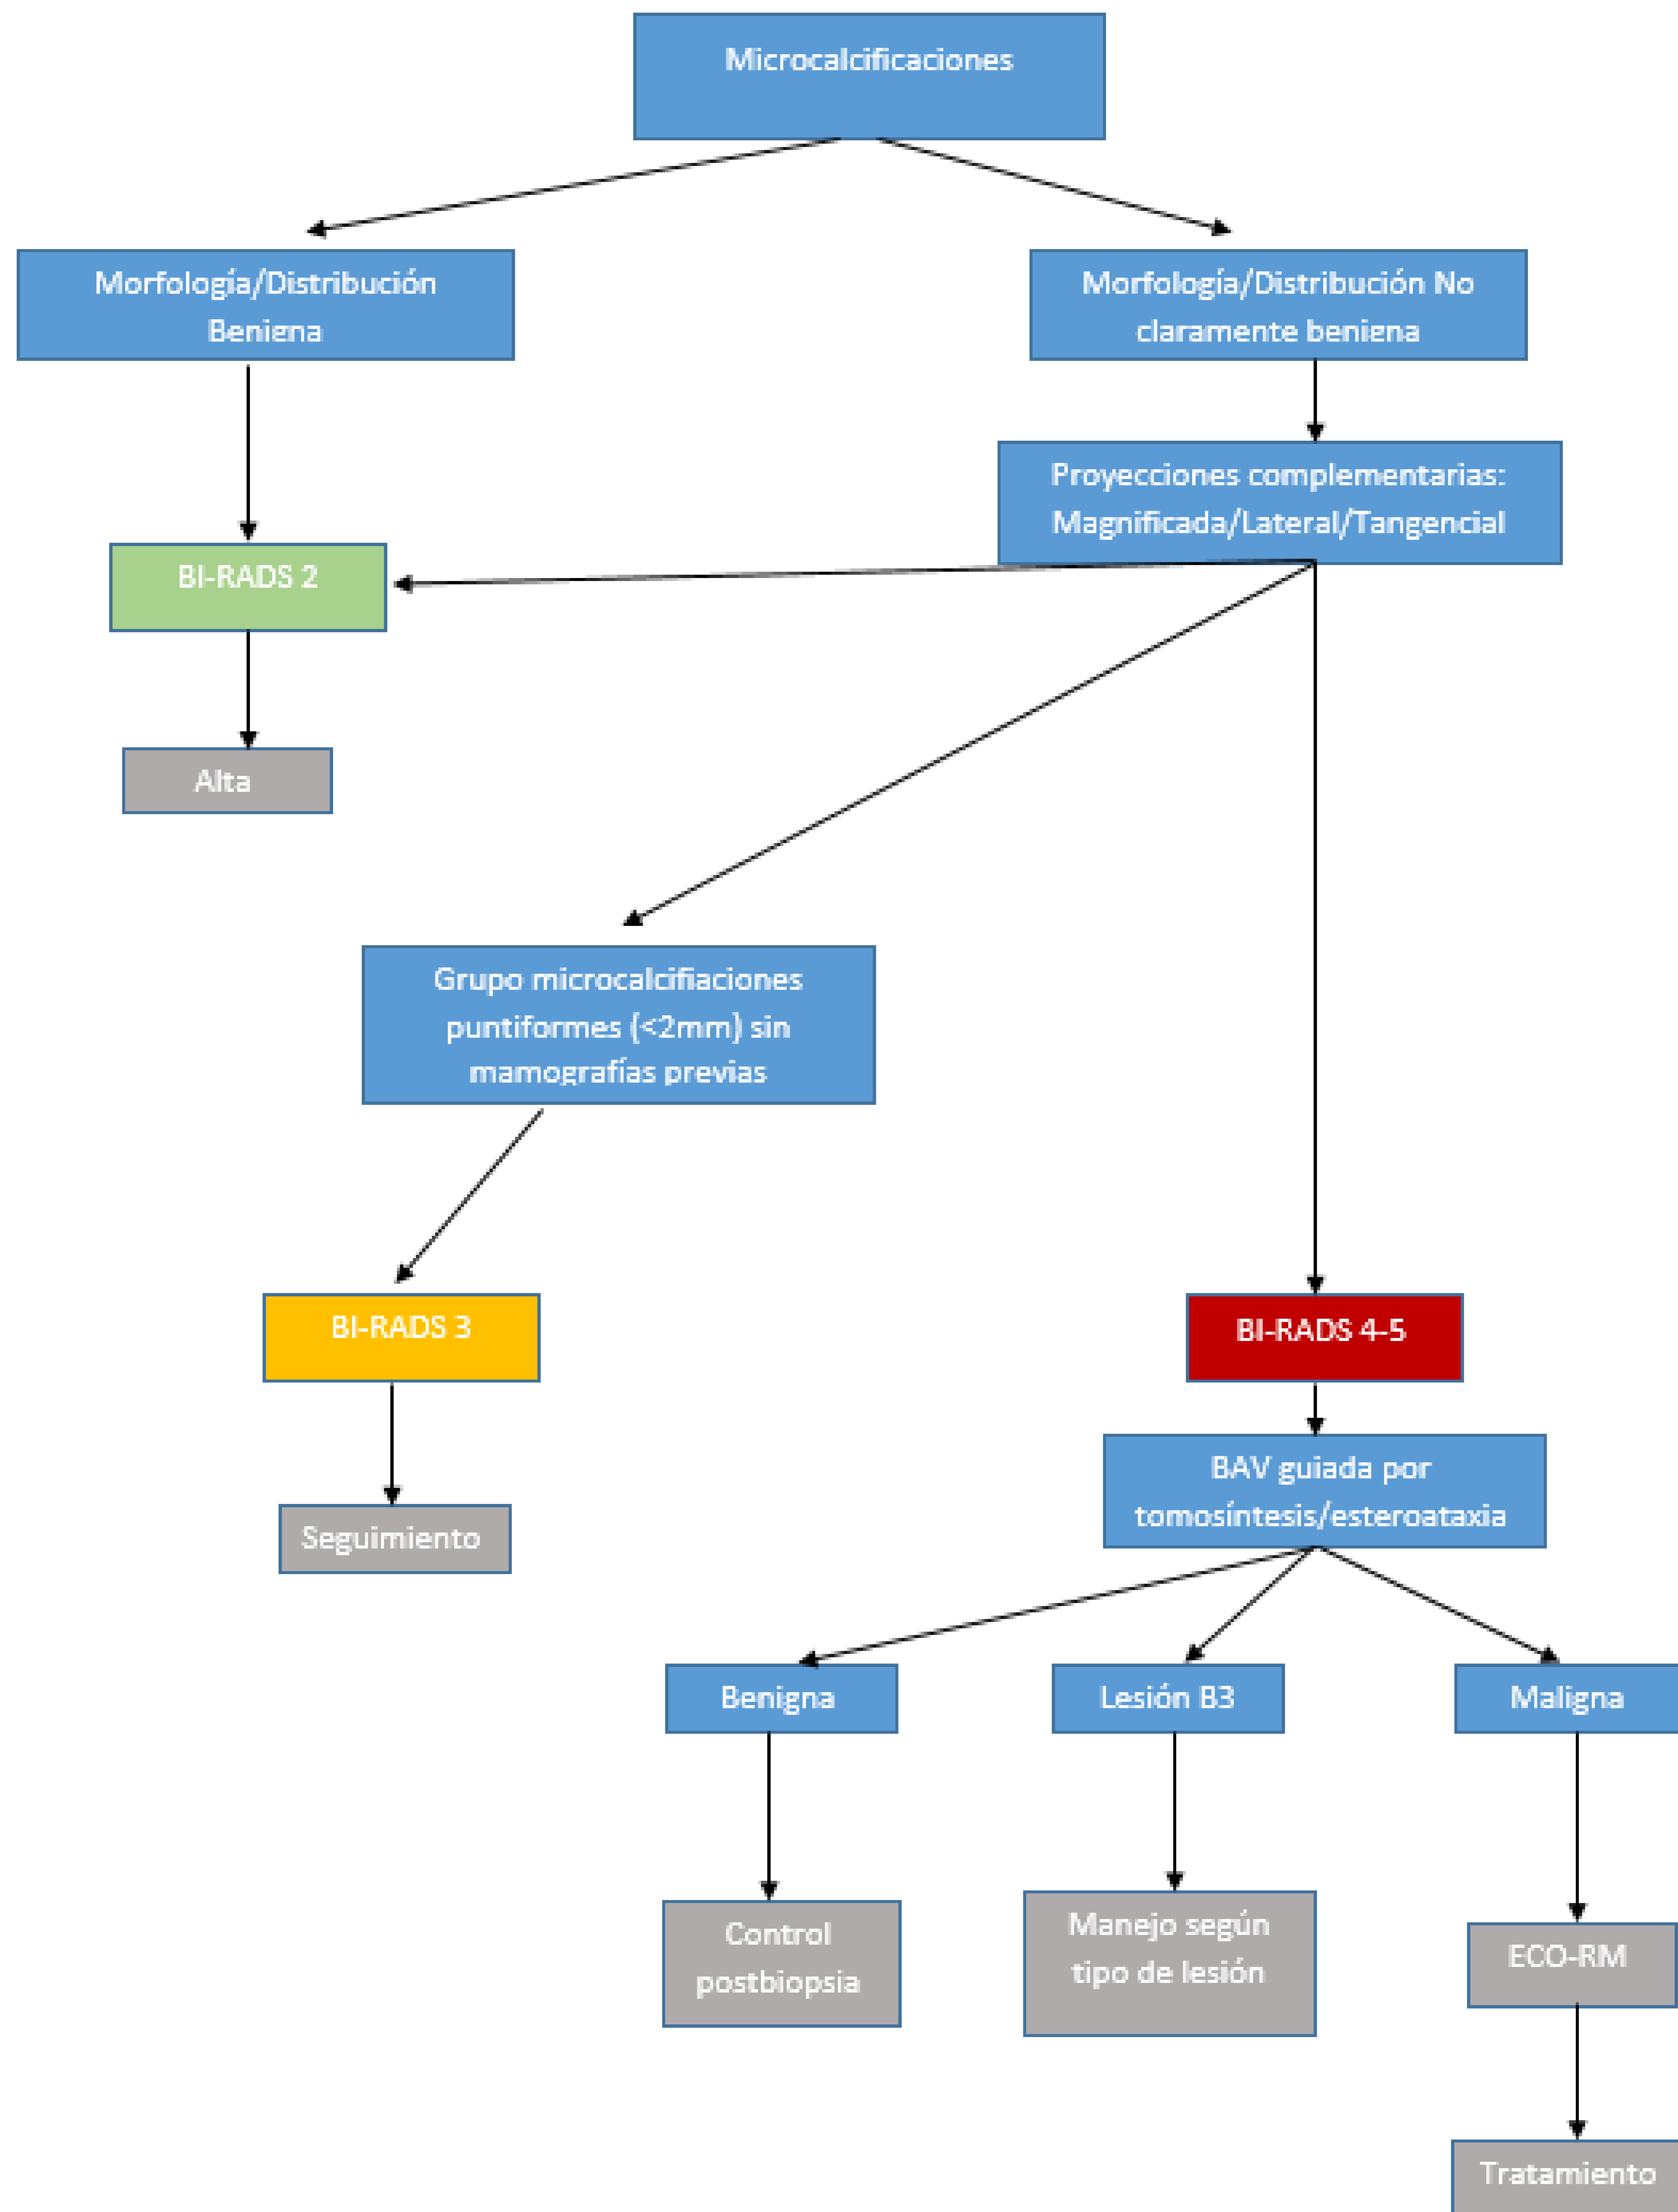 Microcalcificaciones
Morfología/Distribución
Benigna
Morfología/Distribución No
claramente benigna
Proyecciones complementarias:
Magnificada/Lateral/Tangencial
BI-RADS 2
Alta
Grupo microcalcifiaciones
puntiformes (<2mm) sin
mamografías previas
BI-RADS 3
BI-RADS 4-5
Seguimiento
BAV guiada por
tomosíntesis/esteroataxia
Benigna
Lesión B3
Maligna
Control
postbiopsia
Manejo según
tipo de lesión
ECO-RM
Tratamiento